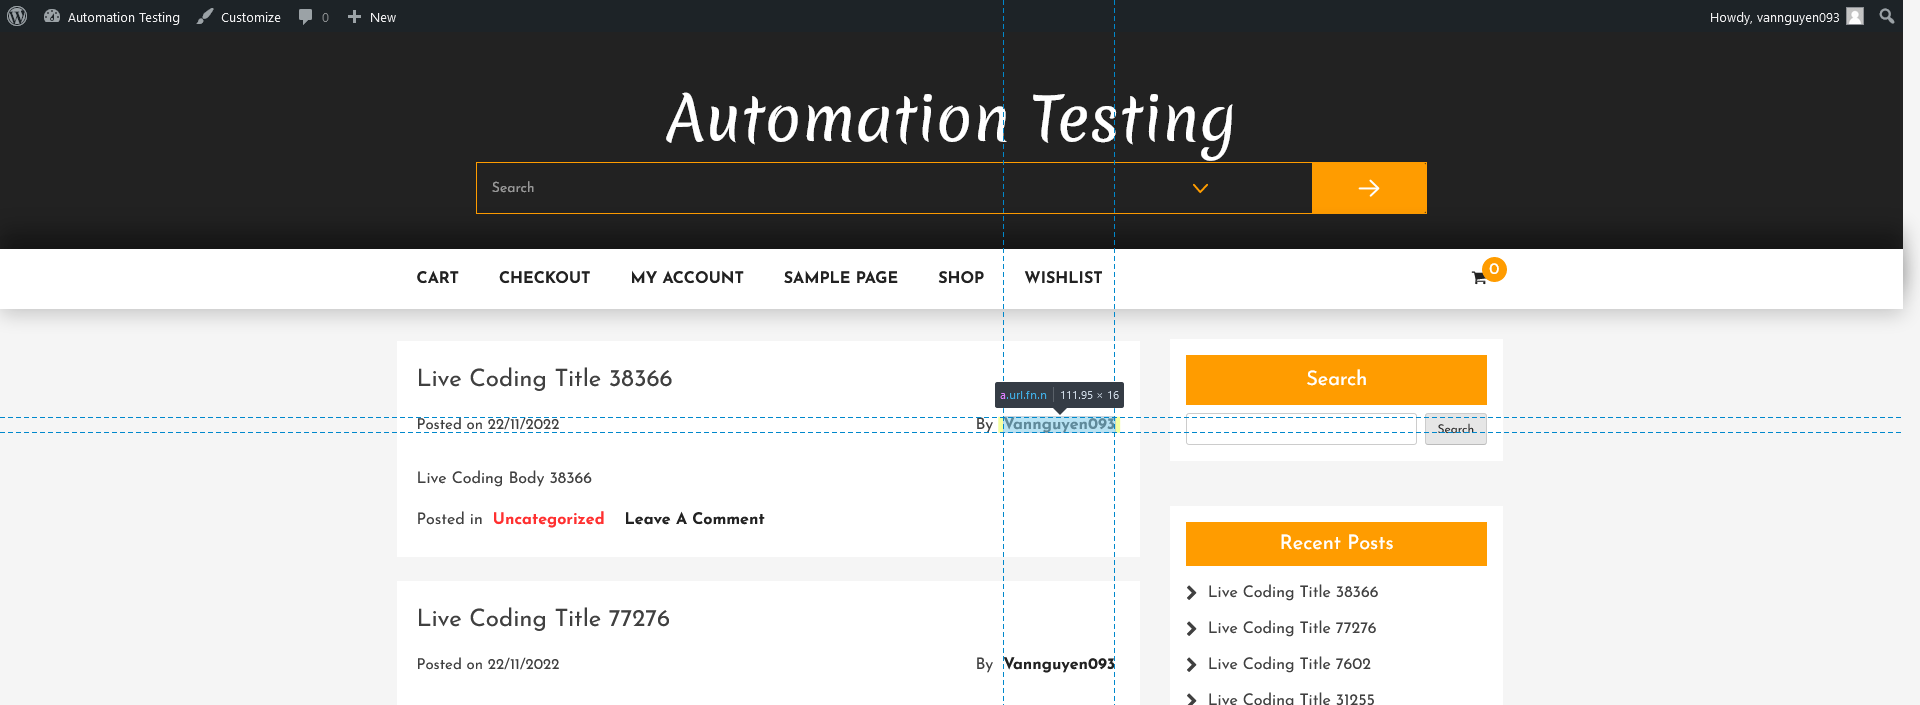 Automation Testing Customize 0 New Howdy, vannguyen093
Automation Testing
Search
CART CHECKOUT MY ACCOUNT SAMPLE PAGE SHOP WISHLIST 0
Live Coding Title 38366
a.url.fn.n 111.95 × 16
Posted on 22/11/2022 By Vannguyen093
Live Coding Body 38366
Posted in Uncategorized Leave A Comment
Live Coding Title 77276
Posted on 22/11/2022 By Vannguyen093
Search
Search
Recent Posts
Live Coding Title 38366
Live Coding Title 77276
Live Coding Title 7602
Live Coding Title 31255